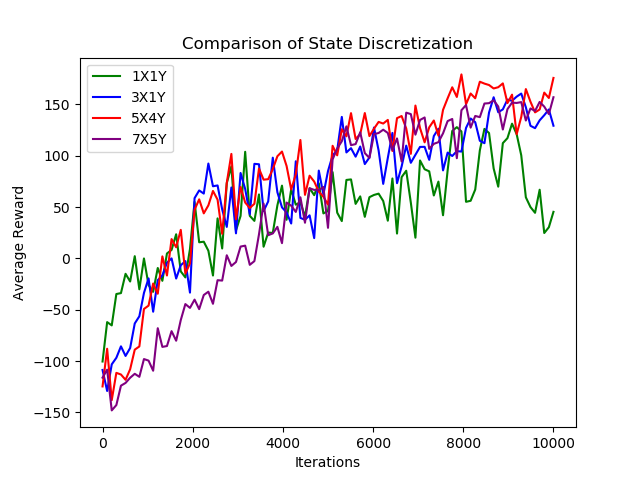 Comparison of State Discretization
1X1Y
3X1Y
5X4Y
7X5Y
Average Reward
150
100
50
0
−50
−100
−150
0
2000
4000
6000
8000
10000
Iterations